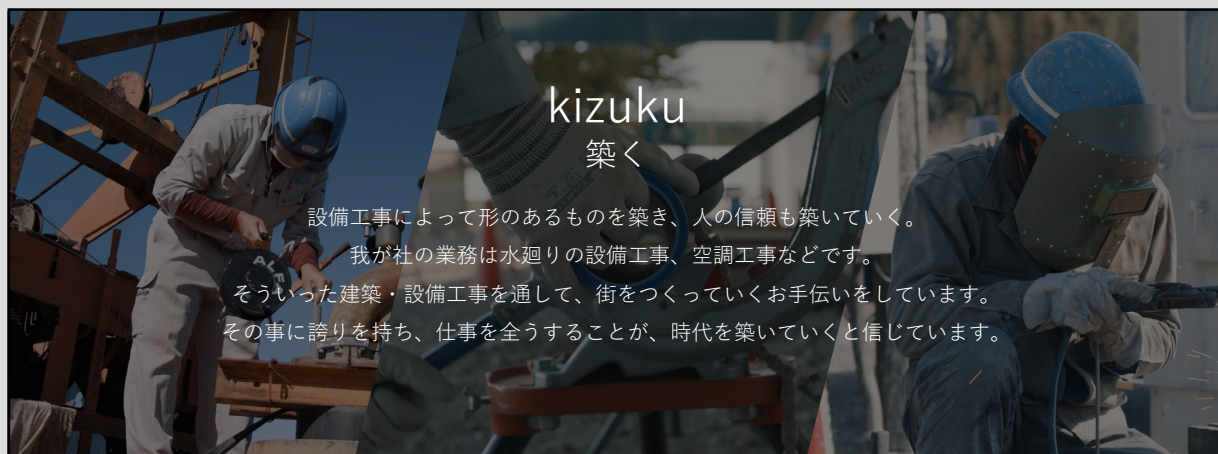 kizuku
築く
設備工事によって形のあるものを築き、人の信頼も築いていく。
我が社の業務は水廻りの設備工事、空調工事などです。
そういった建築・設備工事を通して、街をつくっていくお手伝いをしています。
その事に誇りを持ち、仕事を全うすることが、時代を築いていくと信じています。